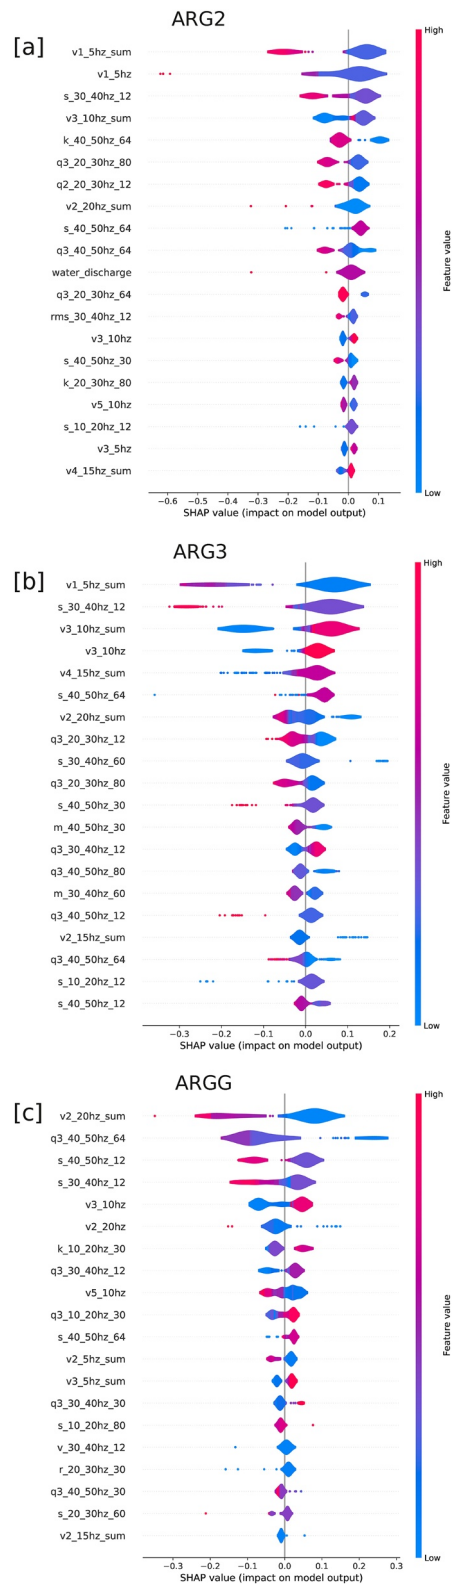 ARG2
[a]
High
v1_5hz_sum
v1_5hz
s_30_40hz_12
v3_10hz_sum
k_40_50hz_64
q3_20_30hz_80
q2_20_30hz_12
v2_20hz_sum
s_40_50hz_64
q3_40_50hz_64
water_discharge
q3_20_30hz_64
rms_30_40hz_12
v3_10hz
s_40_50hz_30
k_20_30hz_80
v5_10hz
s_10_20hz_12
v3_5hz
v4_15hz_sum
Feature value
Low
−0.6 −0.5 −0.4 −0.3 −0.2 −0.1 0.0 0.1
SHAP value (impact on model output)
ARG3
[b]
High
v1_5hz_sum
s_30_40hz_12
v3_10hz_sum
v3_10hz
v4_15hz_sum
s_40_50hz_64
v2_20hz_sum
q3_20_30hz_12
s_30_40hz_60
q3_20_30hz_80
s_40_50hz_30
m_40_50hz_30
q3_30_40hz_12
q3_40_50hz_80
m_30_40hz_60
q3_40_50hz_12
v2_15hz_sum
q3_40_50hz_64
s_10_20hz_12
s_40_50hz_12
Feature value
Low
−0.3 −0.2 −0.1 0.0 0.1 0.2
SHAP value (impact on model output)
ARGG
[c]
High
v2_20hz_sum
q3_40_50hz_64
s_40_50hz_12
s_30_40hz_12
v3_10hz
v2_20hz
k_10_20hz_30
q3_30_40hz_12
v5_10hz
q3_10_20hz_30
s_40_50hz_64
v2_5hz_sum
v3_5hz_sum
q3_30_40hz_30
s_10_20hz_80
v_30_40hz_12
r_20_30hz_30
q3_40_50hz_30
s_20_30hz_60
v2_15hz_sum
Feature value
Low
−0.3 −0.2 −0.1 0.0 0.1 0.2 0.3
SHAP value (impact on model output)